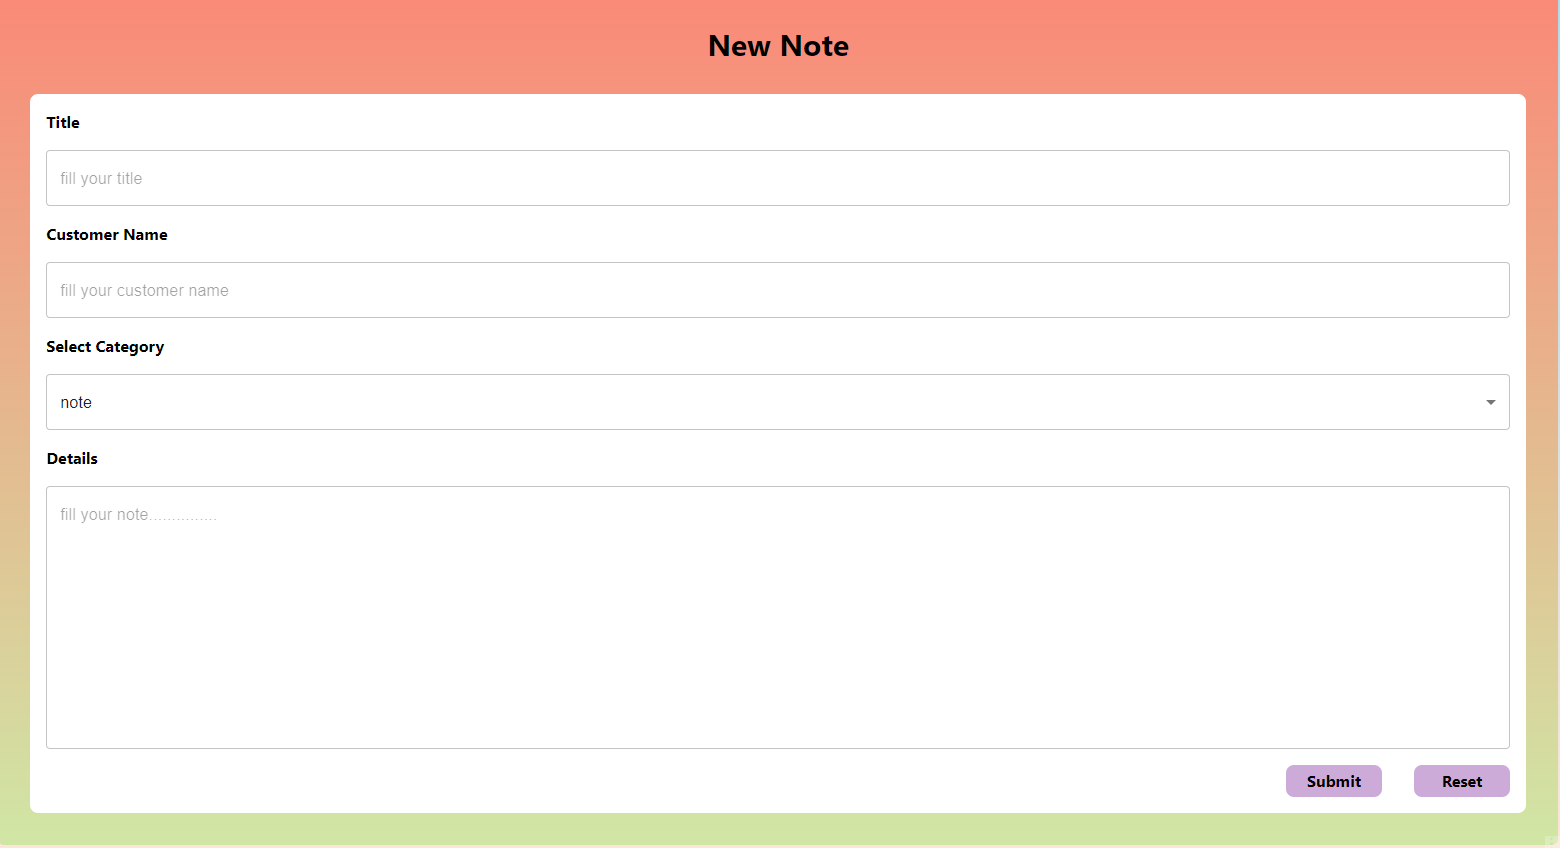 New Note
Title
fill your title
Customer Name
fill your customer name
Select Category
note
Details
fill your note...............
Submit
Reset